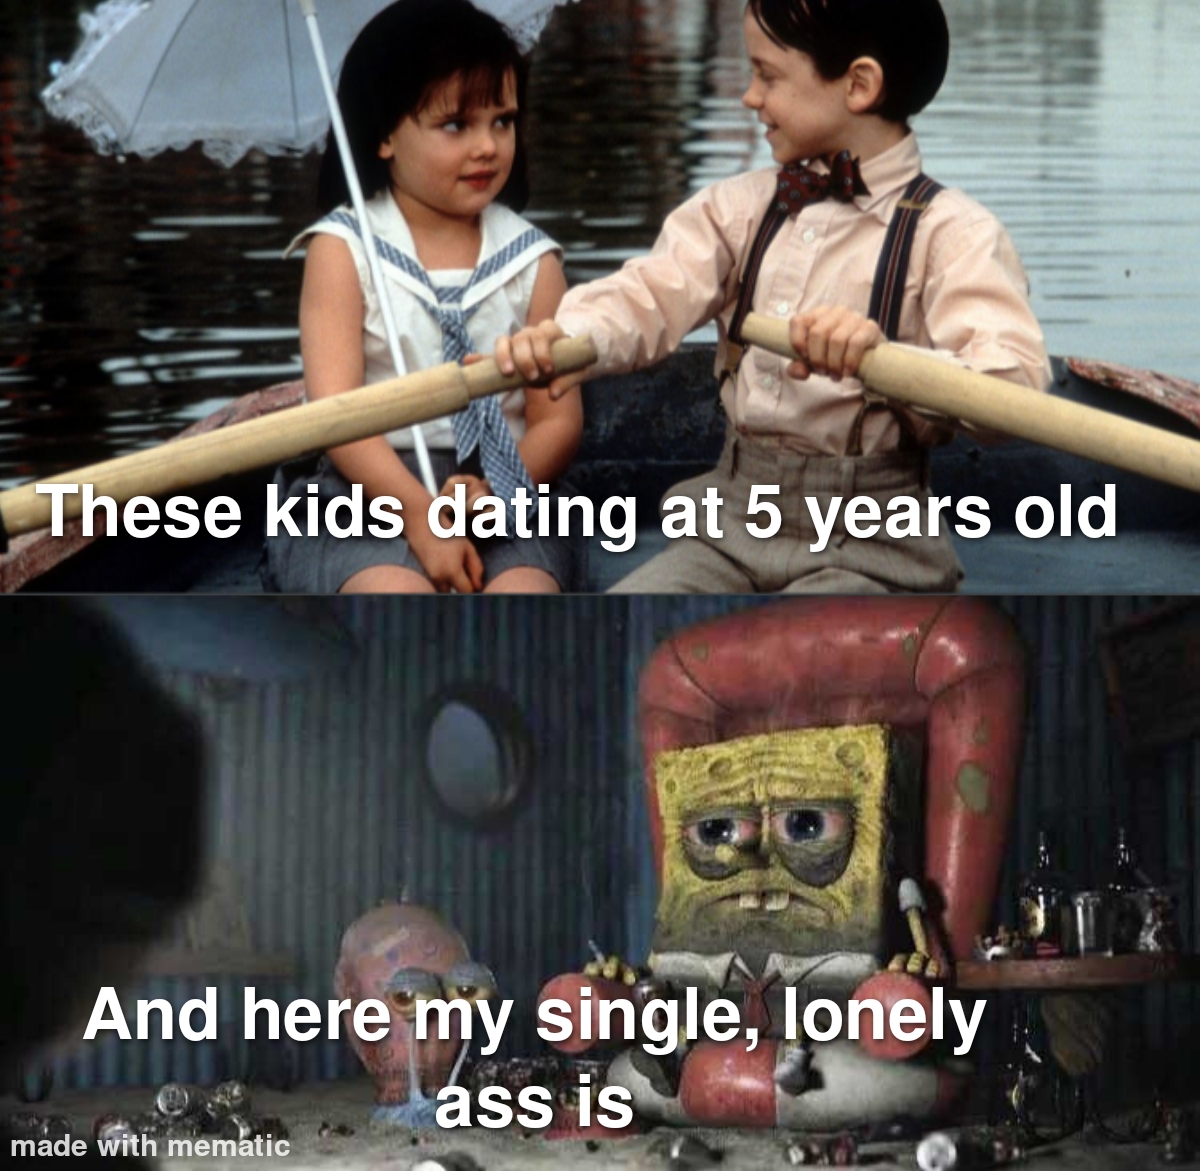 These kids dating at 5 years old
And here my single, lonely
ass is
made with mematic